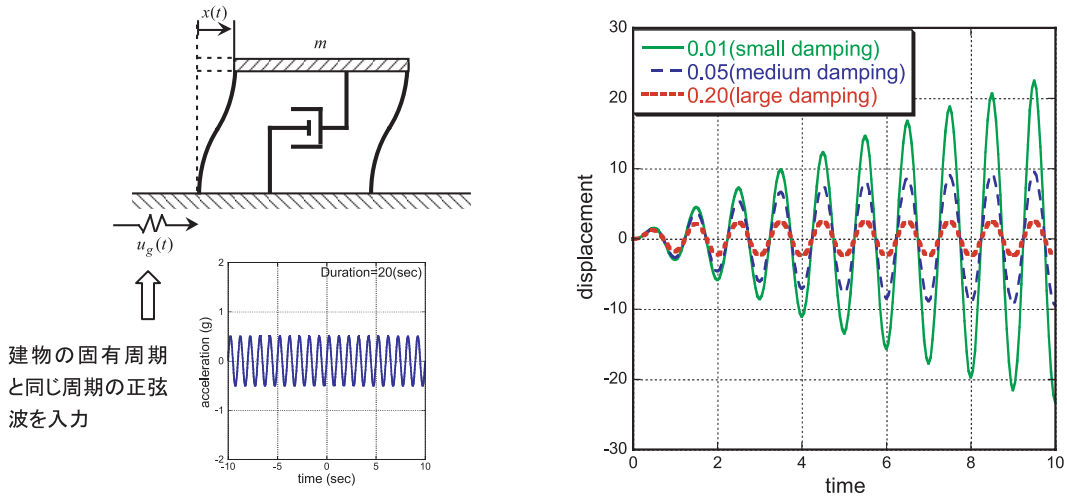 x(t)
m
u_g(t)
建物の固有周期
と同じ周期の正弦
波を入力
Duration=20(sec)
acceleration (g)
2
1
0
-1
-2
-10
-5
0
5
10
time (sec)
0.01(small damping)
0.05(medium damping)
0.20(large damping)
displacement
30
20
10
0
-10
-20
-30
0
2
4
6
8
10
time